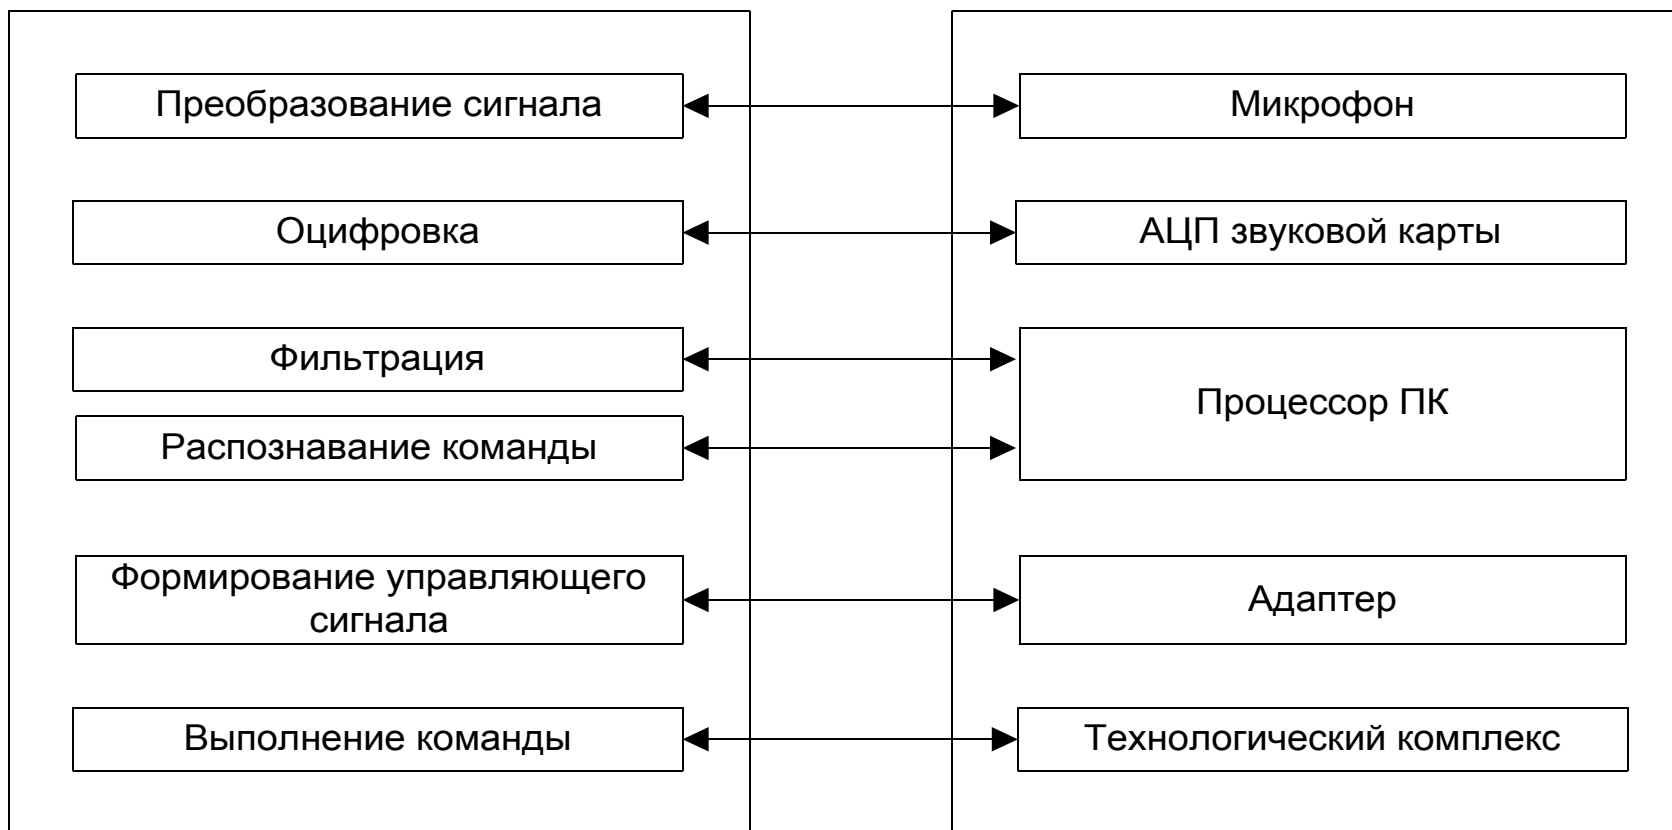 Преобразование сигнала
Микрофон
Оцифровка
АЦП звуковой карты
Фильтрация
Процессор ПК
Распознавание команды
Формирование управляющего
сигнала
Адаптер
Выполнение команды
Технологический комплекс